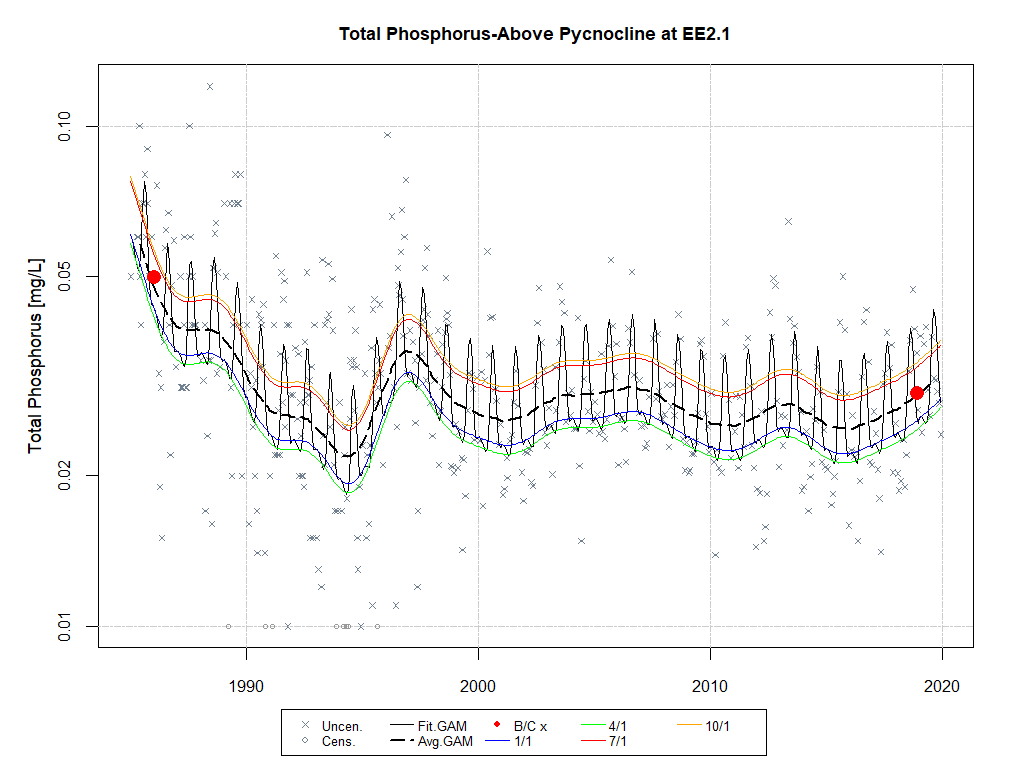 Total Phosphorus-Above Pycnocline at EE2.1
Total Phosphorus [mg/L]
0.10
0.05
0.02
0.01
1990 2000 2010 2020
Uncen. Fit.GAM B/C x 4/1 10/1
Cens. Avg.GAM 1/1 7/1